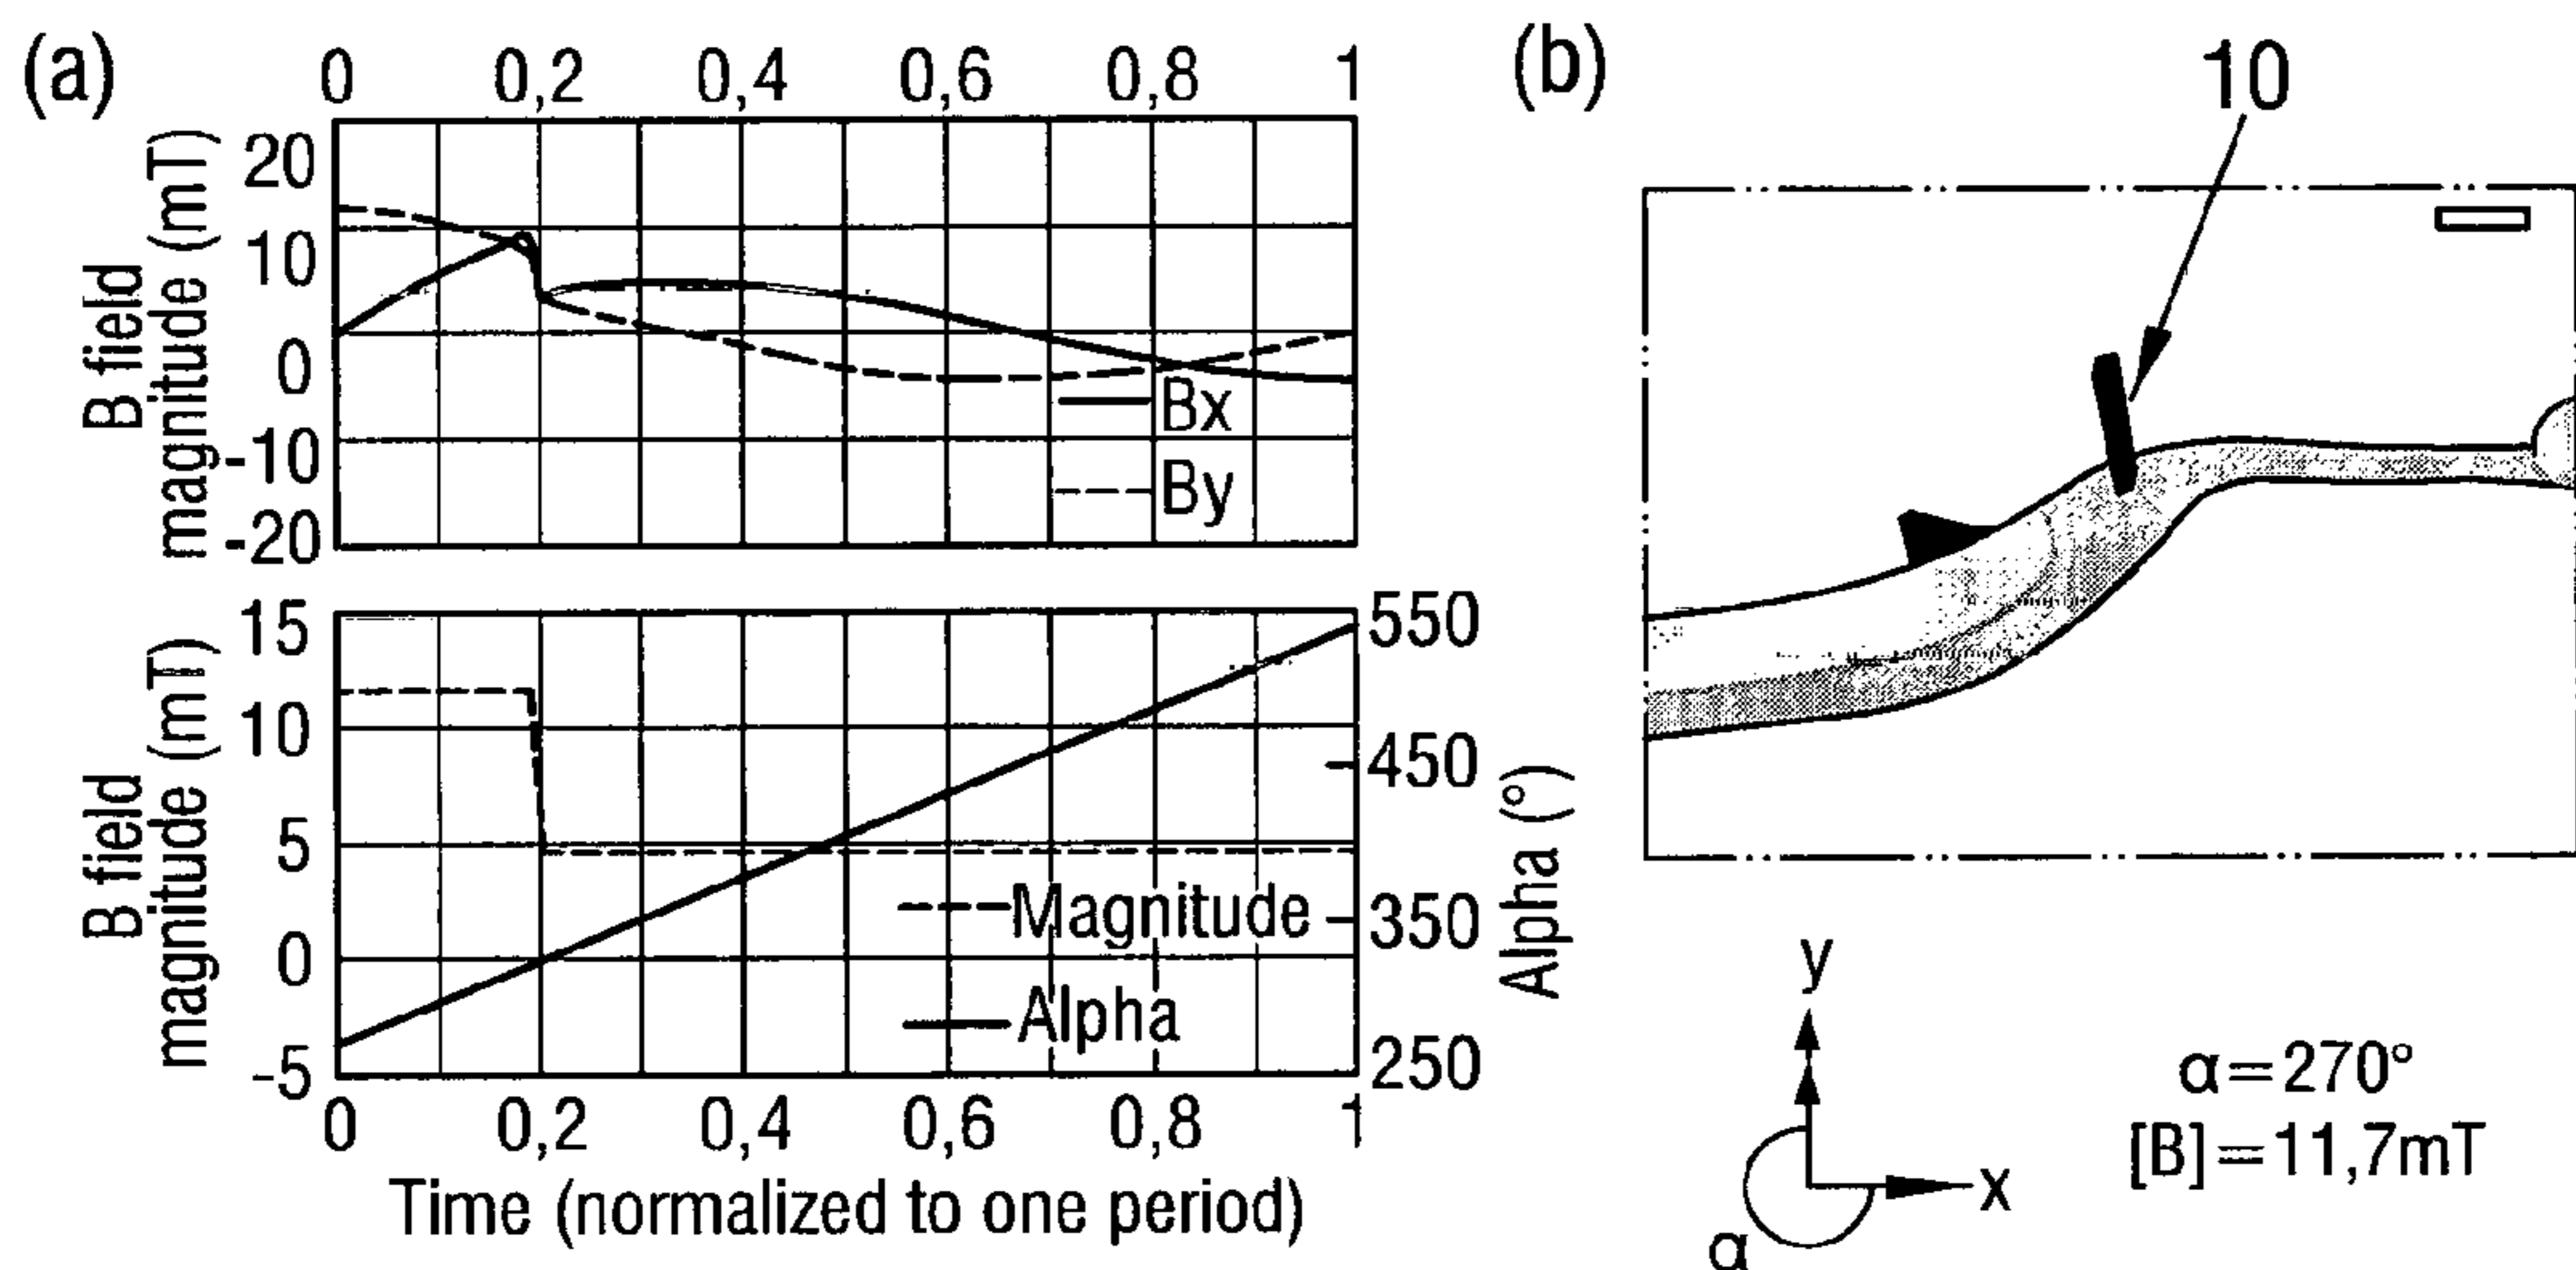 (a)
0 0,2 0,4 0,6 0,8 1
B field
magnitude (mT)
20
10
0
-10
-20
Bx
By
B field
magnitude (mT)
15
10
5
0
-5
550
450
350
250
Alpha (°)
Magnitude
Alpha
0 0,2 0,4 0,6 0,8 1
Time (normalized to one period)
(b)
10
y
x
α
α=270°
[B]=11,7mT